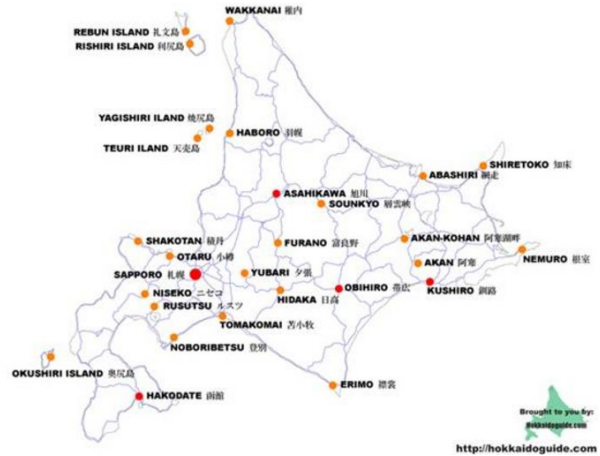 WAKKANAI 稚内
REBUN ISLAND 礼文島
RISHIRI ISLAND 利尻島
YAGISHIRI ILAND 焼尻島
HABORO 羽幌
TEURI ILAND 天売島
SHIRETOKO 知床
ABASHIRI 網走
ASAHIKAWA 旭川
SOUNKYO 層雲峡
SHAKOTAN 積丹
FURANO 富良野
AKAN-KOHAN 阿寒湖畔
OTARU 小樽
NEMURO 根室
AKAN 阿寒
SAPPORO 札幌
YUBARI 夕張
OBIHIRO 帯広
KUSHIRO 釧路
NISEKO ニセコ
HIDAKA 日高
RUSUTSU ルスツ
TOMAKOMAI 苫小牧
NOBORIBETSU 登別
OKUSHIRI ISLAND 奥尻島
ERIMO 襟裳
HAKODATE 函館
Brought to you by:
Hokkaidoguide.com
http://hokkaidoguide.com